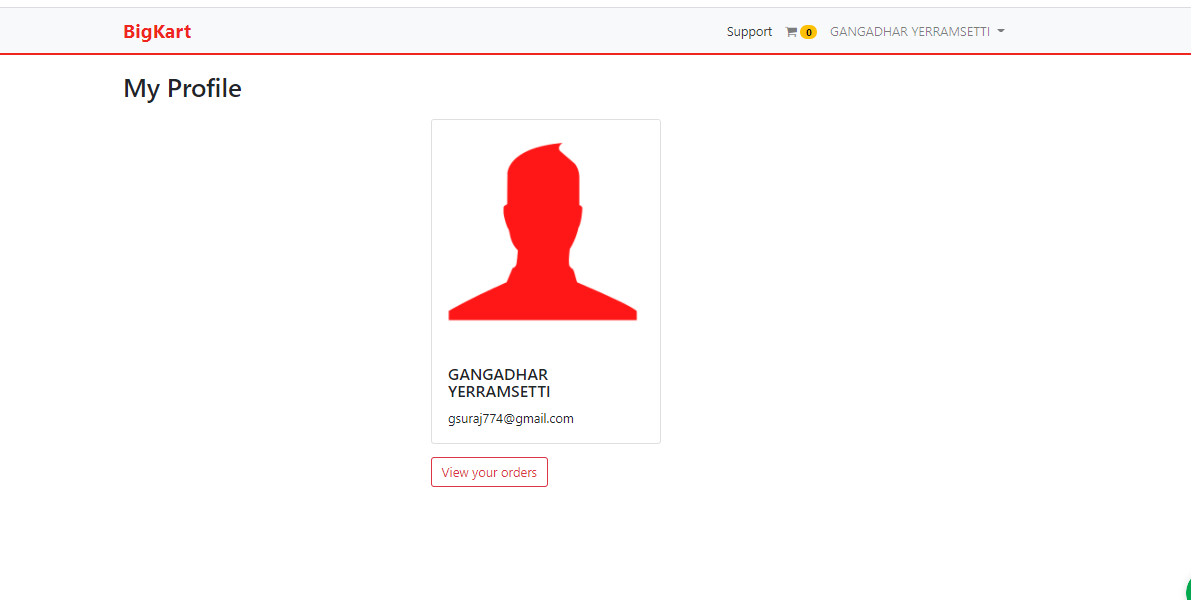 BigKart
Support 0 GANGADHAR YERRAMSETTI
My Profile
GANGADHAR
YERRAMSETTI
gsuraj774@gmail.com
View your orders